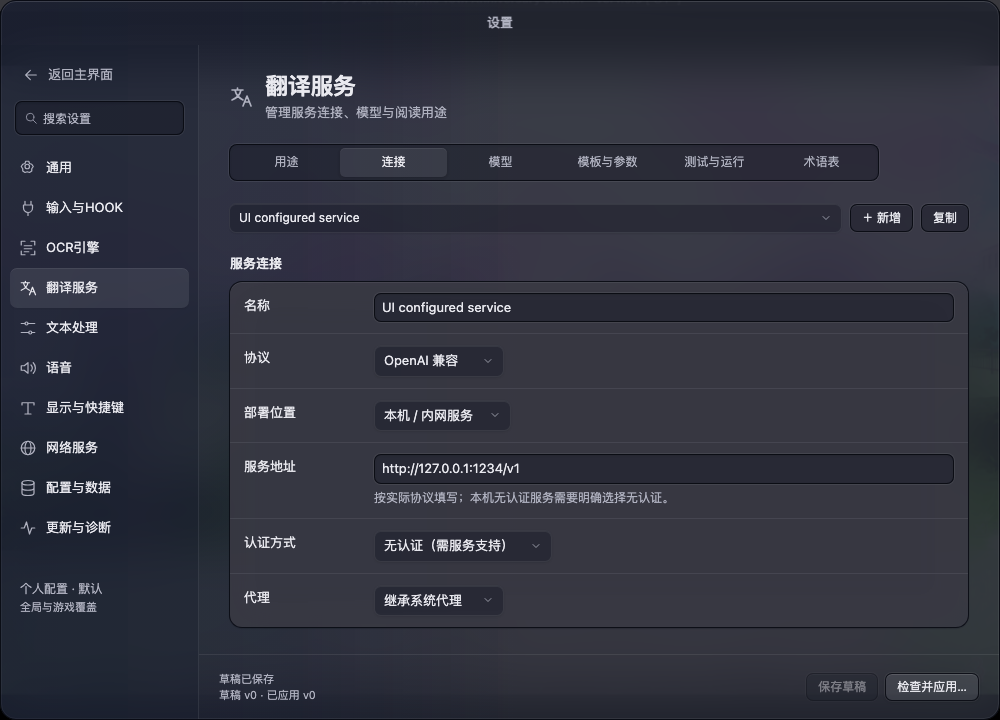 设置
返回主界面
搜索设置
通用
输入与HOOK
OCR引擎
翻译服务
文本处理
语音
显示与快捷键
网络服务
配置与数据
更新与诊断
个人配置 · 默认
全局与游戏覆盖
翻译服务
管理服务连接、模型与阅读用途
用途 连接 模型 模板与参数 测试与运行 术语表
UI configured service
+ 新增 复制
服务连接
名称 UI configured service
协议 OpenAI 兼容
部署位置 本机 / 内网服务
服务地址 http://127.0.0.1:1234/v1
按实际协议填写；本机无认证服务需要明确选择无认证。
认证方式 无认证（需服务支持）
代理 继承系统代理
草稿已保存
草稿 v0 · 已应用 v0
保存草稿 检查并应用...